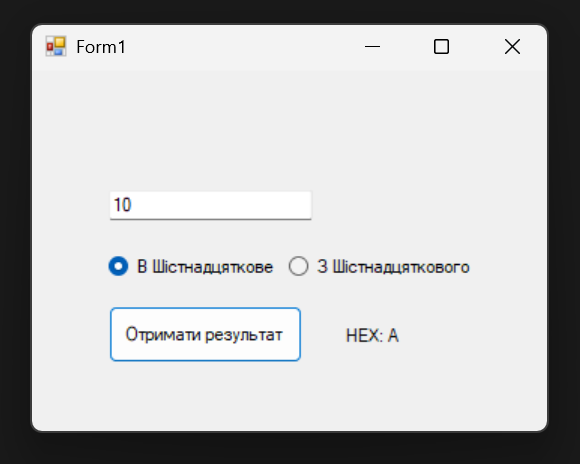 Form1
10
В Шістнадцяткове З Шістнадцяткового
Отримати результат HEX: A